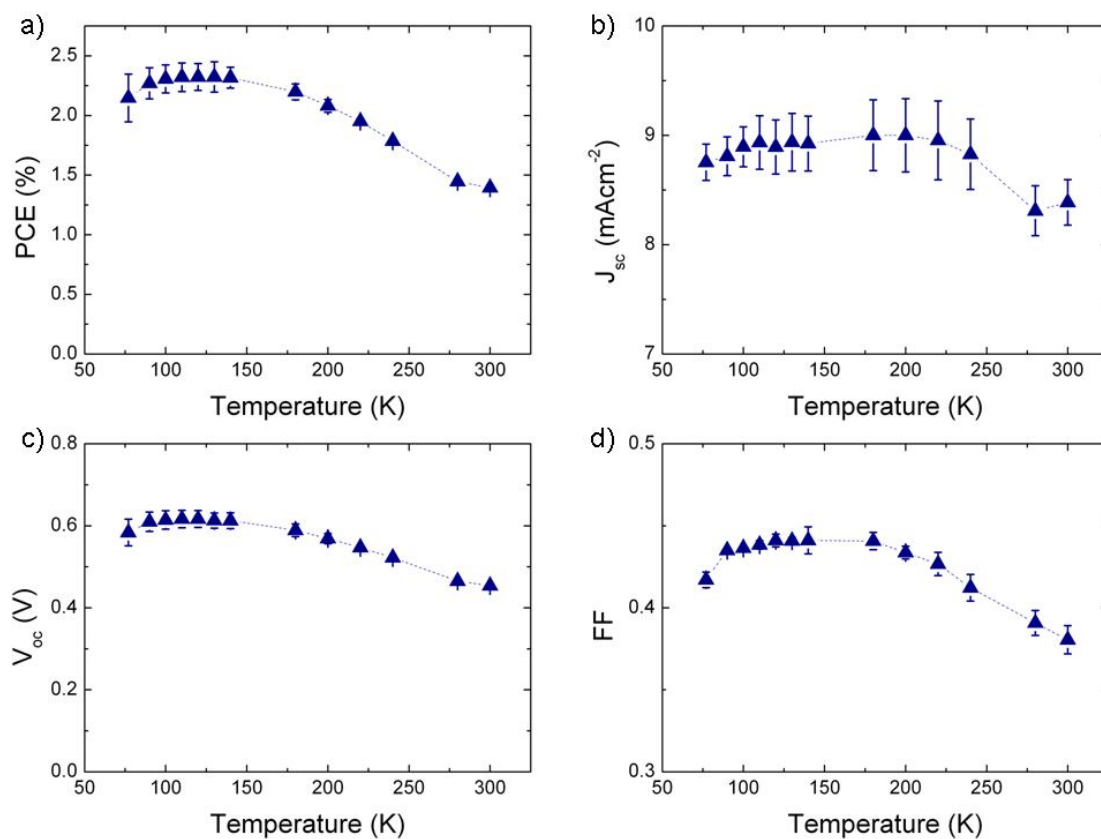 a)
PCE (%)
2.5
2.0
1.5
1.0
0.5
0.0
50 100 150 200 250 300
Temperature (K)
b)
J_sc (mAcm⁻²)
10
9
8
7
50 100 150 200 250 300
Temperature (K)
c)
V_oc (V)
0.8
0.6
0.4
0.2
0.0
50 100 150 200 250 300
Temperature (K)
d)
FF
0.5
0.4
0.3
50 100 150 200 250 300
Temperature (K)